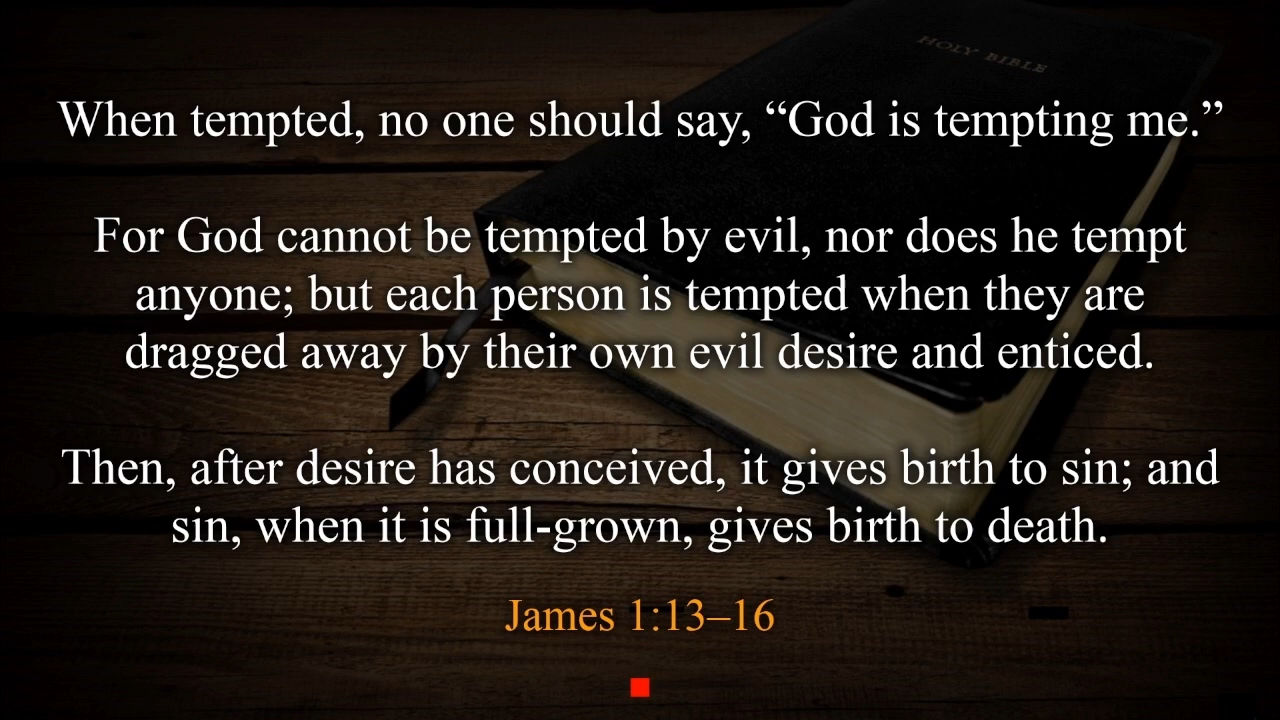 HOLY BIBLE
When tempted, no one should say, “God is tempting me.”
For God cannot be tempted by evil, nor does he tempt
anyone; but each person is tempted when they are
dragged away by their own evil desire and enticed.
Then, after desire has conceived, it gives birth to sin; and
sin, when it is full-grown, gives birth to death.
James 1:13–16